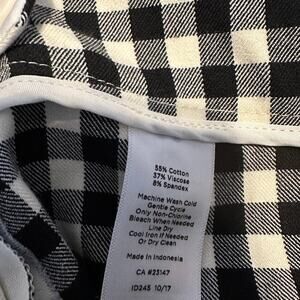 55% Cotton
37% Viscose
8% Spandex
Machine Wash Cold
Gentle Cycle
Only Non-Chlorine
Bleach When Needed
Line Dry
Cool Iron If Needed
Or Dry Clean
Made In Indonesia
CA #23147
ID245 10/17